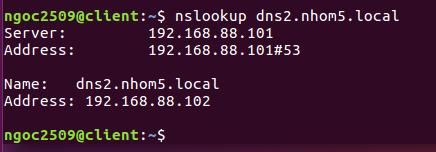 ngoc2509@client:~$ nslookup dns2.nhom5.local
Server:         192.168.88.101
Address:        192.168.88.101#53
Name:   dns2.nhom5.local
Address: 192.168.88.102
ngoc2509@client:~$